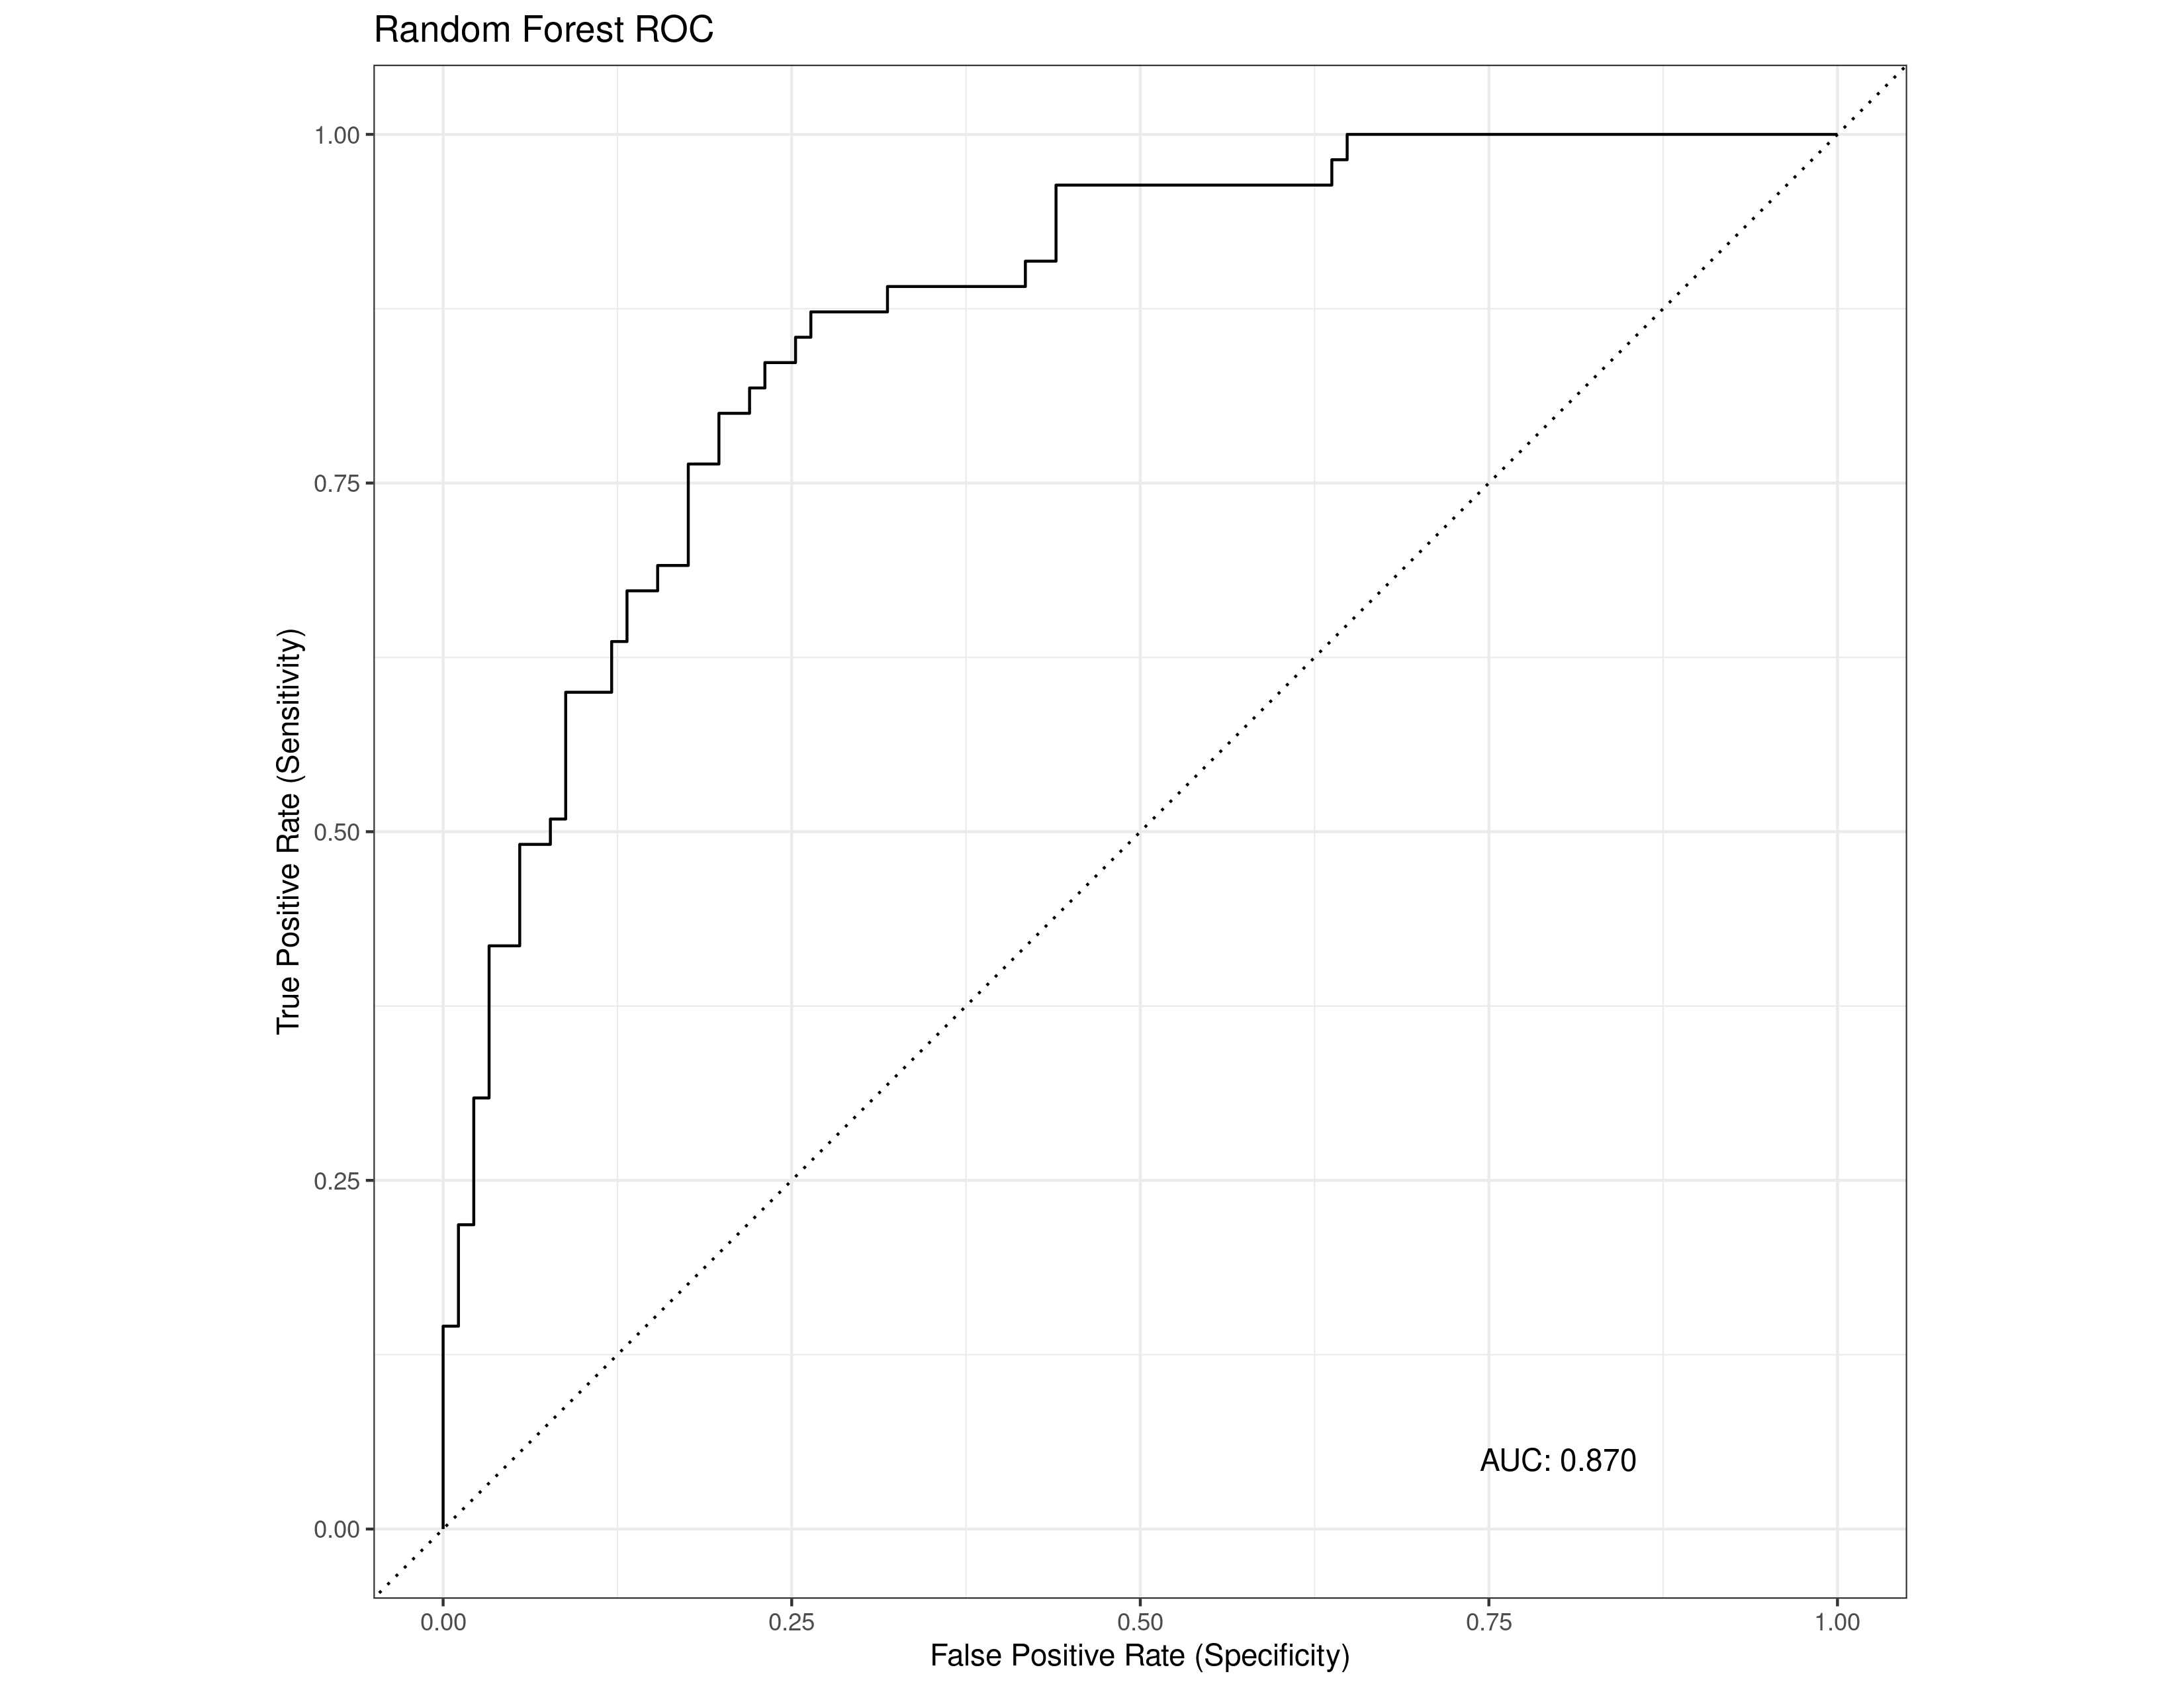 Random Forest ROC
1.00
0.75
0.50
0.25
0.00
True Positive Rate (Sensitivity)
AUC: 0.870
0.00 0.25 0.50 0.75 1.00
False Positive Rate (Specificity)